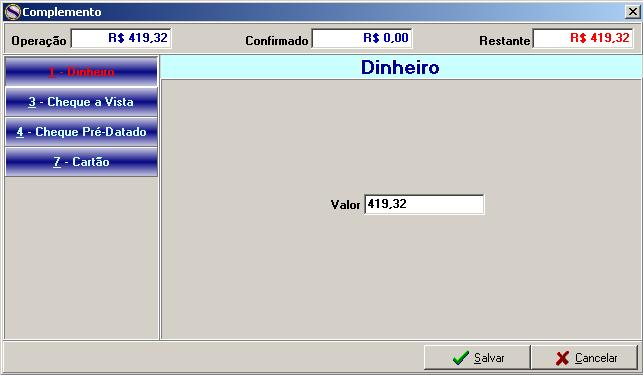 Complemento
Operação R$ 419,32 Confirmado R$ 0,00 Restante R$ 419,32
1 - Dinheiro
Dinheiro
3 - Cheque a Vista
4 - Cheque Pré-Datado
7 - Cartão
Valor 419,32
Salvar Cancelar